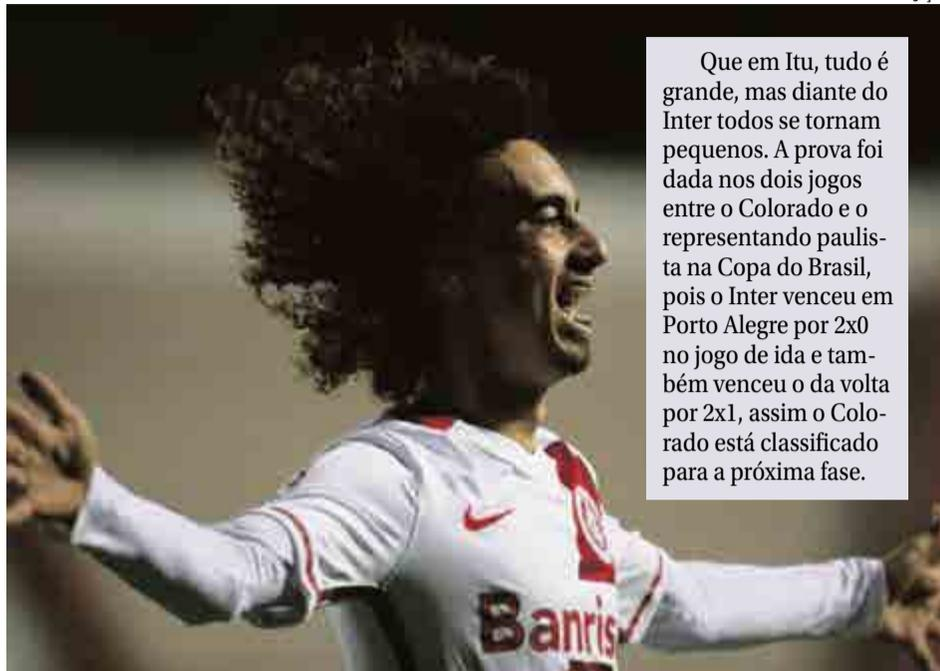 Que em Itu, tudo é
grande, mas diante do
Inter todos se tornam
pequenos. A prova foi
dada nos dois jogos
entre o Colorado e o
representando paulis-
ta na Copa do Brasil,
pois o Inter venceu em
Porto Alegre por 2x0
no jogo de ida e tam-
bém venceu o da volta
por 2x1, assim o Colo-
rado está classificado
para a próxima fase.
Banris